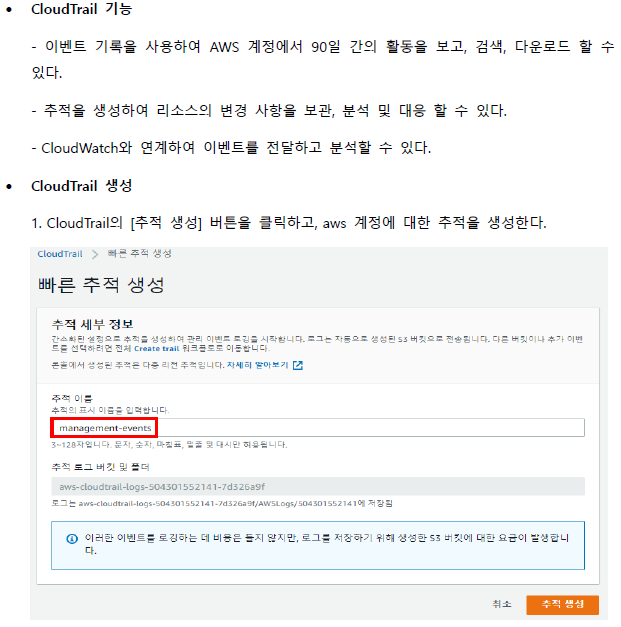 • CloudTrail 기능
- 이벤트 기록을 사용하여 AWS 계정에서 90일 간의 활동을 보고, 검색, 다운로드 할 수
있다.
- 추적을 생성하여 리소스의 변경 사항을 보관, 분석 및 대응 할 수 있다.
- CloudWatch와 연계하여 이벤트를 전달하고 분석할 수 있다.
• CloudTrail 생성
1. CloudTrail의 [추적 생성] 버튼을 클릭하고, aws 계정에 대한 추적을 생성한다.
CloudTrail > 빠른 추적 생성
빠른 추적 생성
추적 세부 정보
간소화된 설정으로 추적을 생성하여 관리 이벤트 로깅을 시작합니다. 로그는 자동으로 생성된 S3 버킷으로 전송됩니다. 다른 버킷이나 추가 이벤
트를 선택하려면 전체 Create trail 워크플로로 이동합니다.
콘솔에서 생성된 추적은 다중 리전 추적입니다. 자세히 알아보기
추적 이름
추적의 표시 이름을 입력합니다.
management-events
3~128자입니다. 문자, 숫자, 마침표, 밑줄 및 대시만 허용됩니다.
추적 로그 버킷 및 폴더
aws-cloudtrail-logs-504301552141-7d326a9f
로그는 aws-cloudtrail-logs-504301552141-7d326a9f/AWSLogs/504301552141에 저장됨
이러한 이벤트를 로깅하는 데 비용은 들지 않지만, 로그를 저장하기 위해 생성한 S3 버킷에 대한 요금이 발생합니
다.
취소 추적 생성